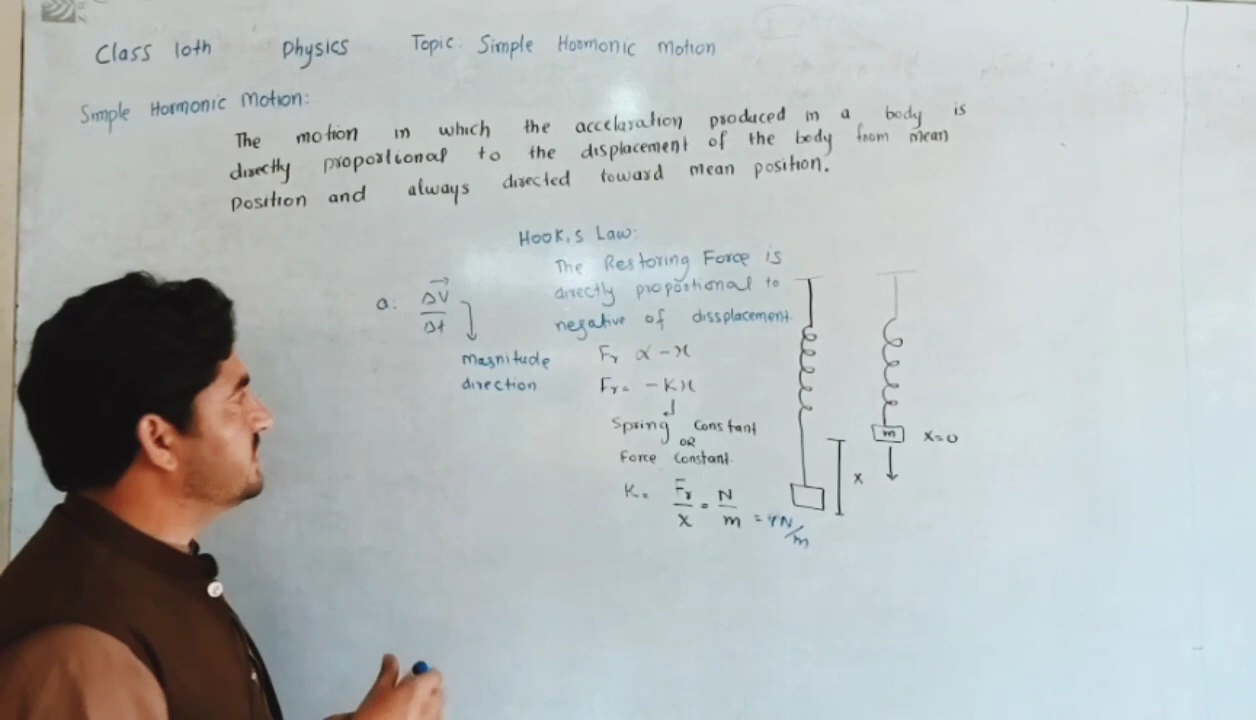 Class 10th Physics Topic: Simple Hormonic Motion
Simple Hormonic Motion:
The motion in which the acceleration produced in a body is
directly proportional to the displacement of the body from mean
position and always directed toward mean position.
Hook,s Law:
The Restoring Force is
directly proportional to
negative of dissplacement.
a: ΔV⃗/Δt
magnitude
direction
Fr α -x
Fr = -Kx
Spring Constant
OR
Force Constant.
K = Fr/x = N/m = N/m
m x=0
x